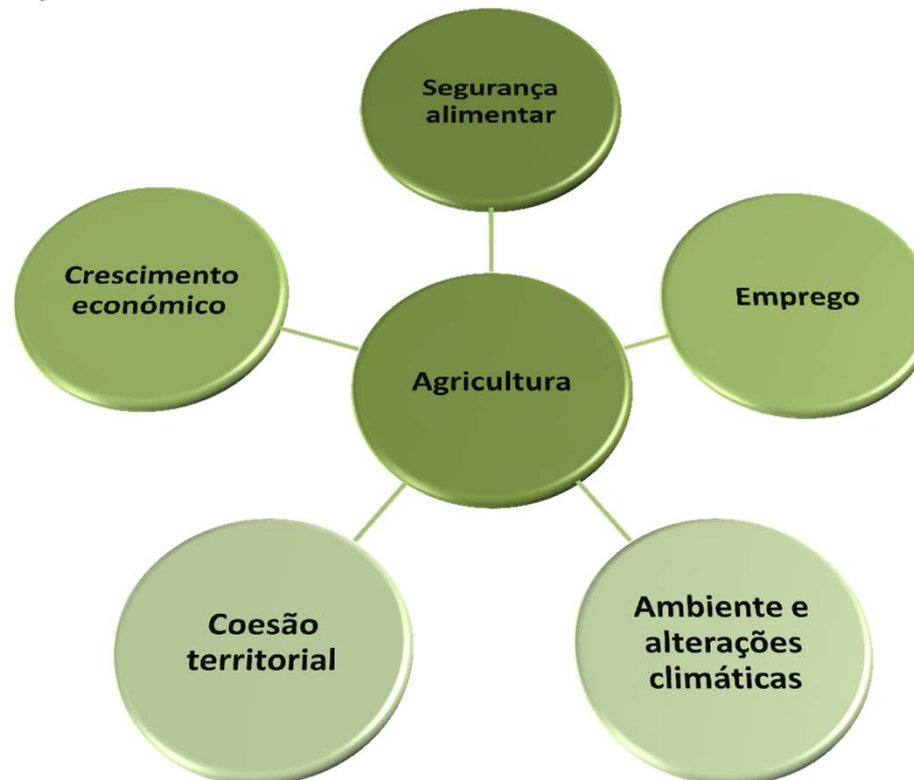 Segurança
alimentar
Crescimento
económico
Emprego
Agricultura
Coesão
territorial
Ambiente e
alterações
climáticas